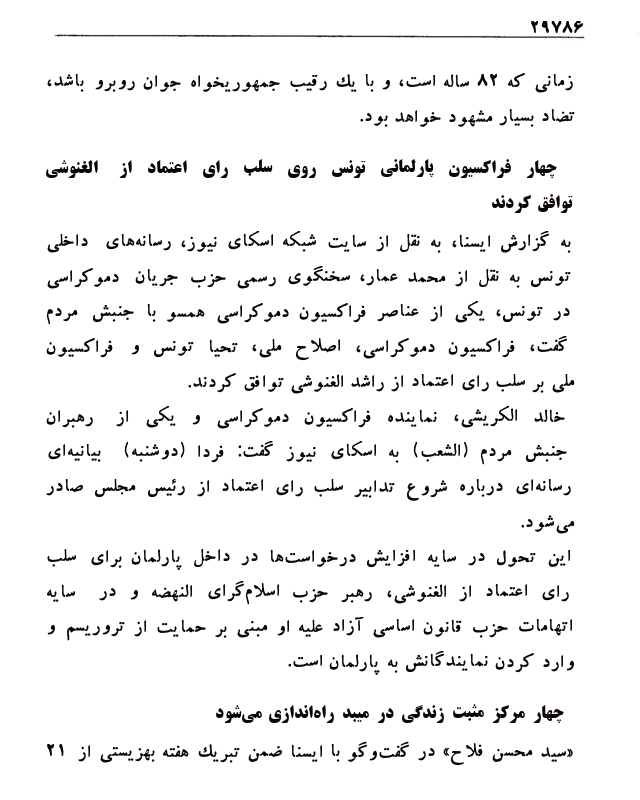 ۲۹۷۸۶
زمانی که ۸۲ ساله است، و با یك رقیب جمهوریخواه جوان روبرو باشد،
تضاد بسیار مشهود خواهد بود.
چهار فراکسیون پارلمانی تونس روی سلب رای اعتماد از الغنوشی
توافق کردند
به گزارش ایسنا، به نقل از سایت شبکه اسکای نیوز، رسانه‌های داخلی
تونس به نقل از محمد عمار، سخنگوی رسمی حزب جریان دموکراسی
در تونس، یکی از عناصر فراکسیون دموکراسی همسو با جنبش مردم
گفت، فراکسیون دموکراسی، اصلاح ملی، تحیا تونس و فراکسیون
ملی بر سلب رای اعتماد از راشد الغنوشی توافق کردند.
خالد الکریشی، نماینده فراکسیون دموکراسی و یکی از رهبران
جنبش مردم (الشعب) به اسکای نیوز گفت: فردا (دوشنبه) بیانیه‌ای
رسانه‌ای درباره شروع تدابیر سلب رای اعتماد از رئیس مجلس صادر
می‌شود.
این تحول در سایه افزایش درخواست‌ها در داخل پارلمان برای سلب
رای اعتماد از الغنوشی، رهبر حزب اسلام‌گرای النهضه و در سایه
اتهامات حزب قانون اساسی آزاد علیه او مبنی بر حمایت از تروریسم و
وارد کردن نمایندگانش به پارلمان است.
چهار مرکز مثبت زندگی در میبد راه‌اندازی می‌شود
«سید محسن فلاح» در گفت‌وگو با ایسنا ضمن تبریك هفته بهزیستی از ۲۱